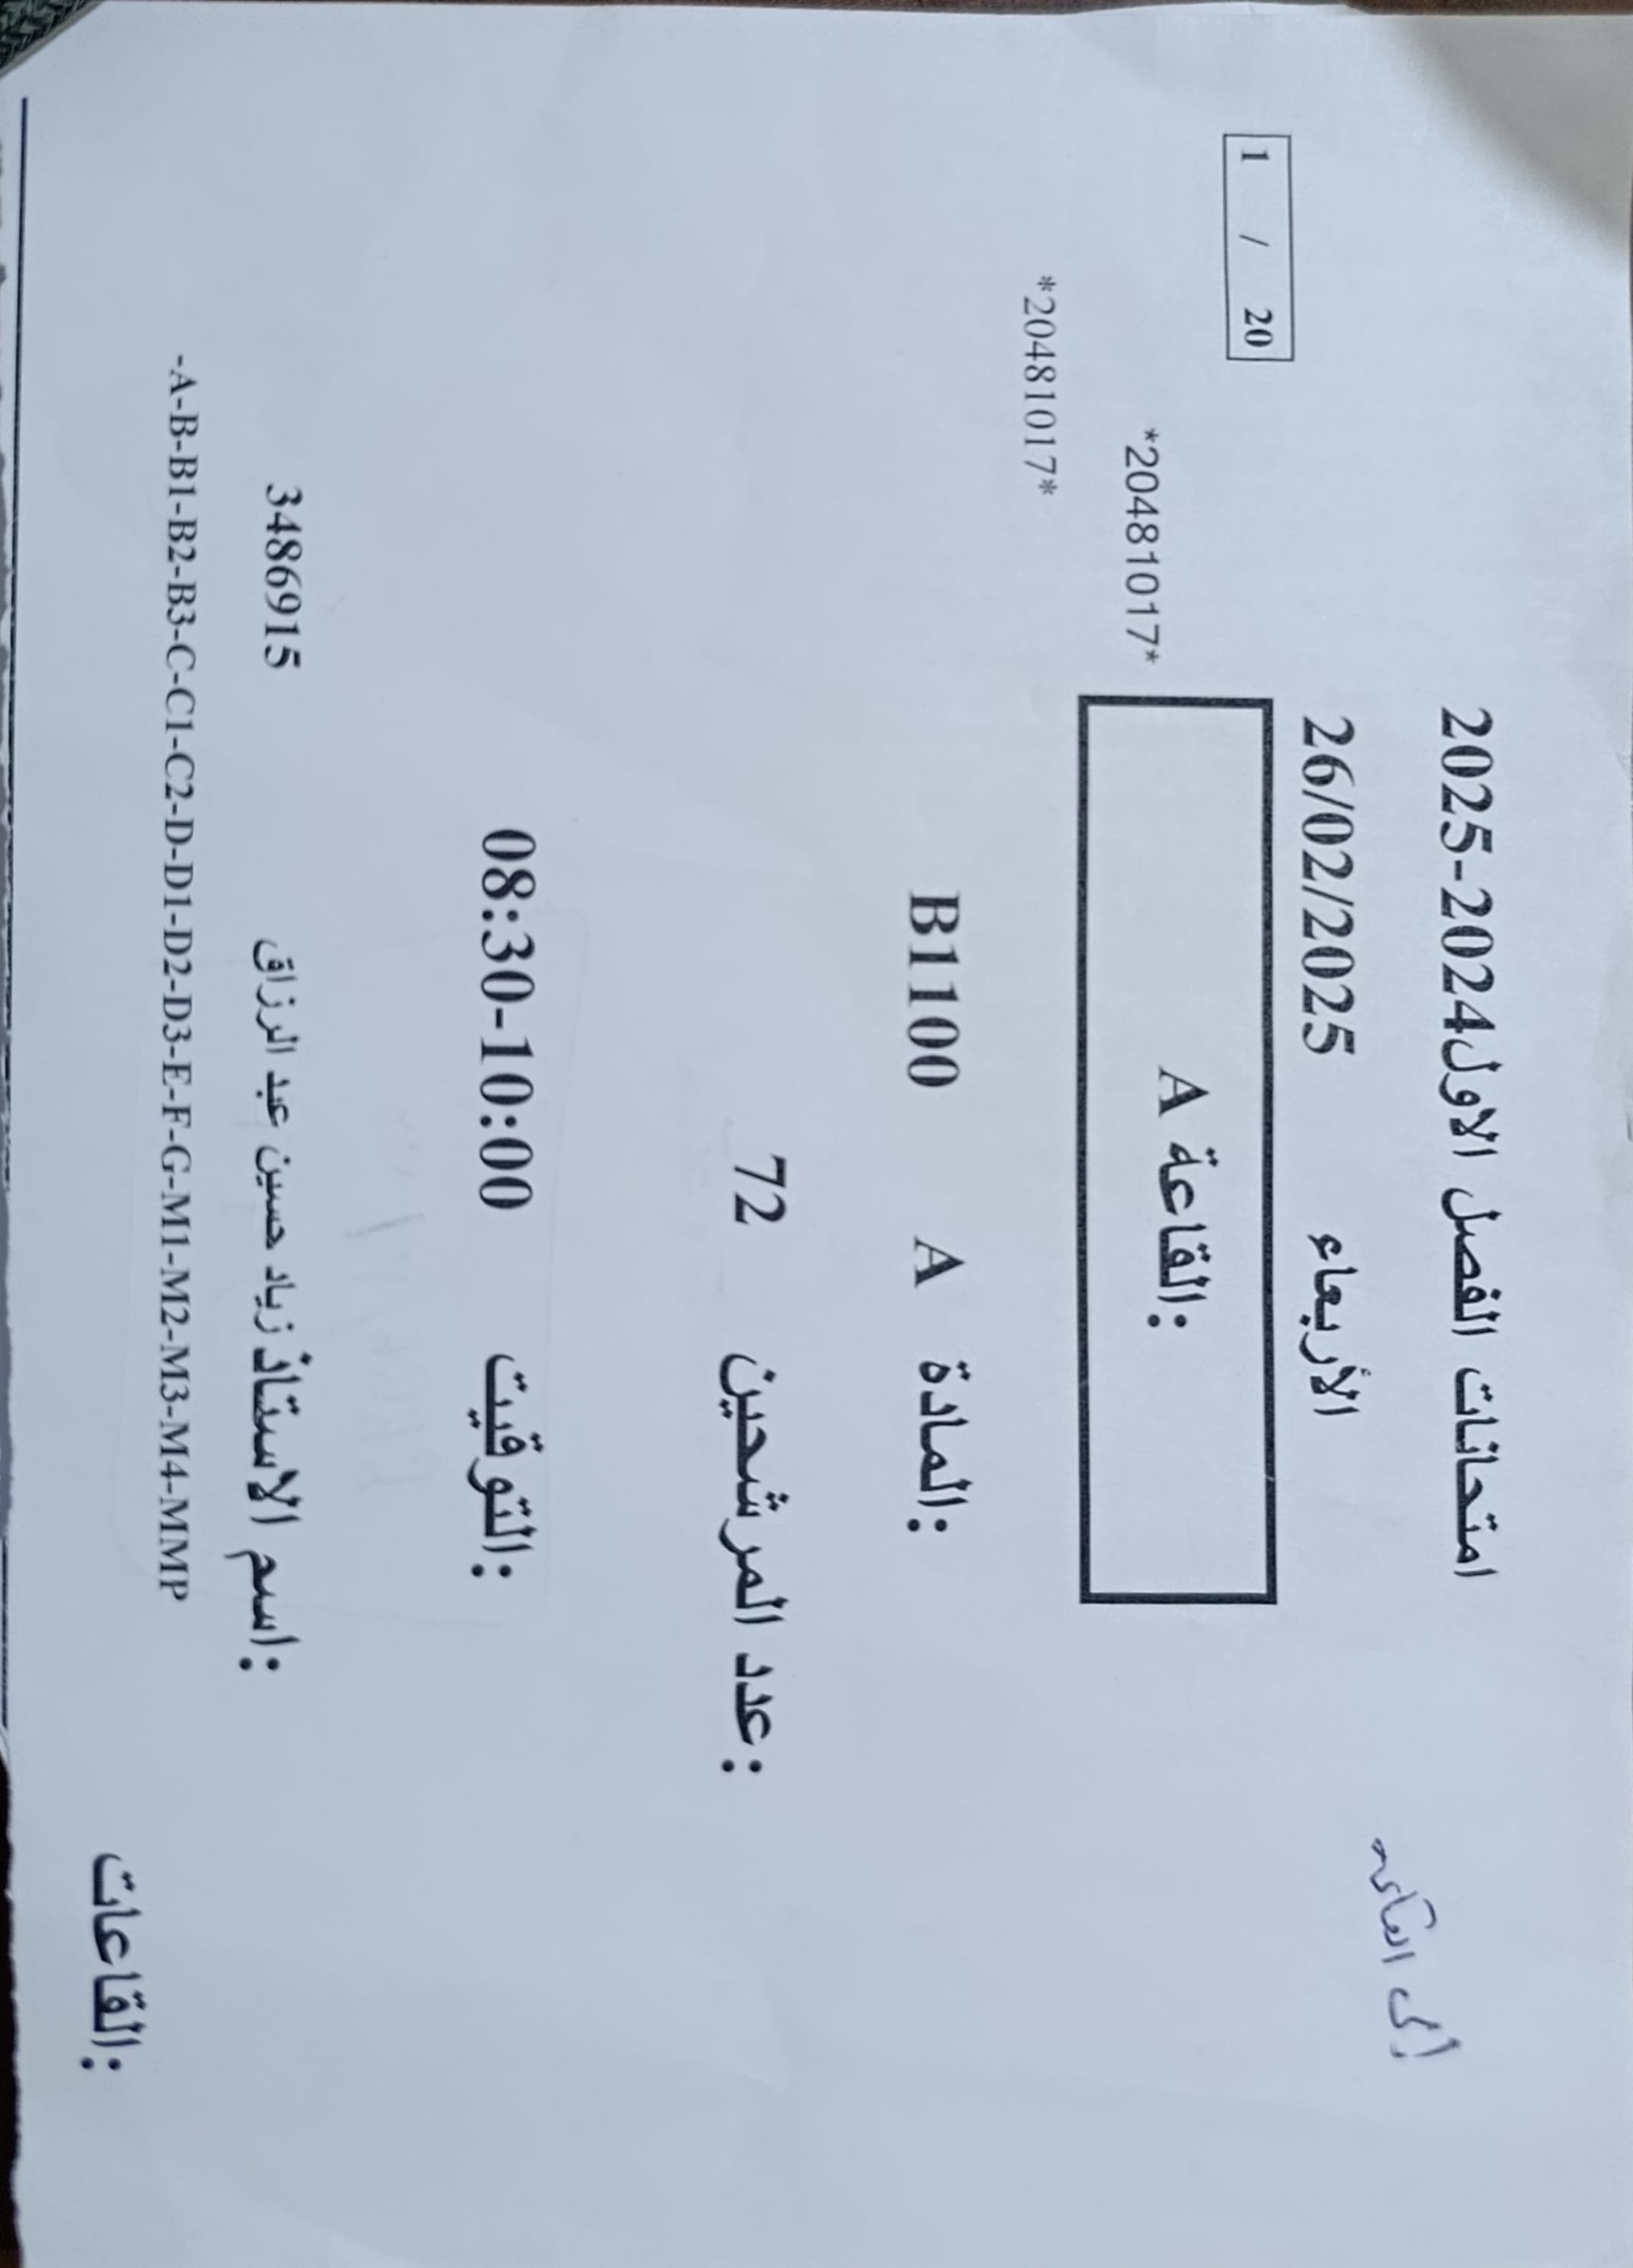 امتحانات الفصل الاول2024-2025
الى القاعة
الأربعاء 26/02/2025
1 / 20
القاعة A:
*20481017*
*20481017*
المادة: A B1100
عدد المرشحين: 72
التوقيت: 08:30-10:00
اسم الاستاذ: زياد حسين عبد الرزاق 3486915
-A-B-B1-B2-B3-C-C1-C2-D-D1-D2-D3-E-F-G-M1-M2-M3-M4-MMP
القاعات: